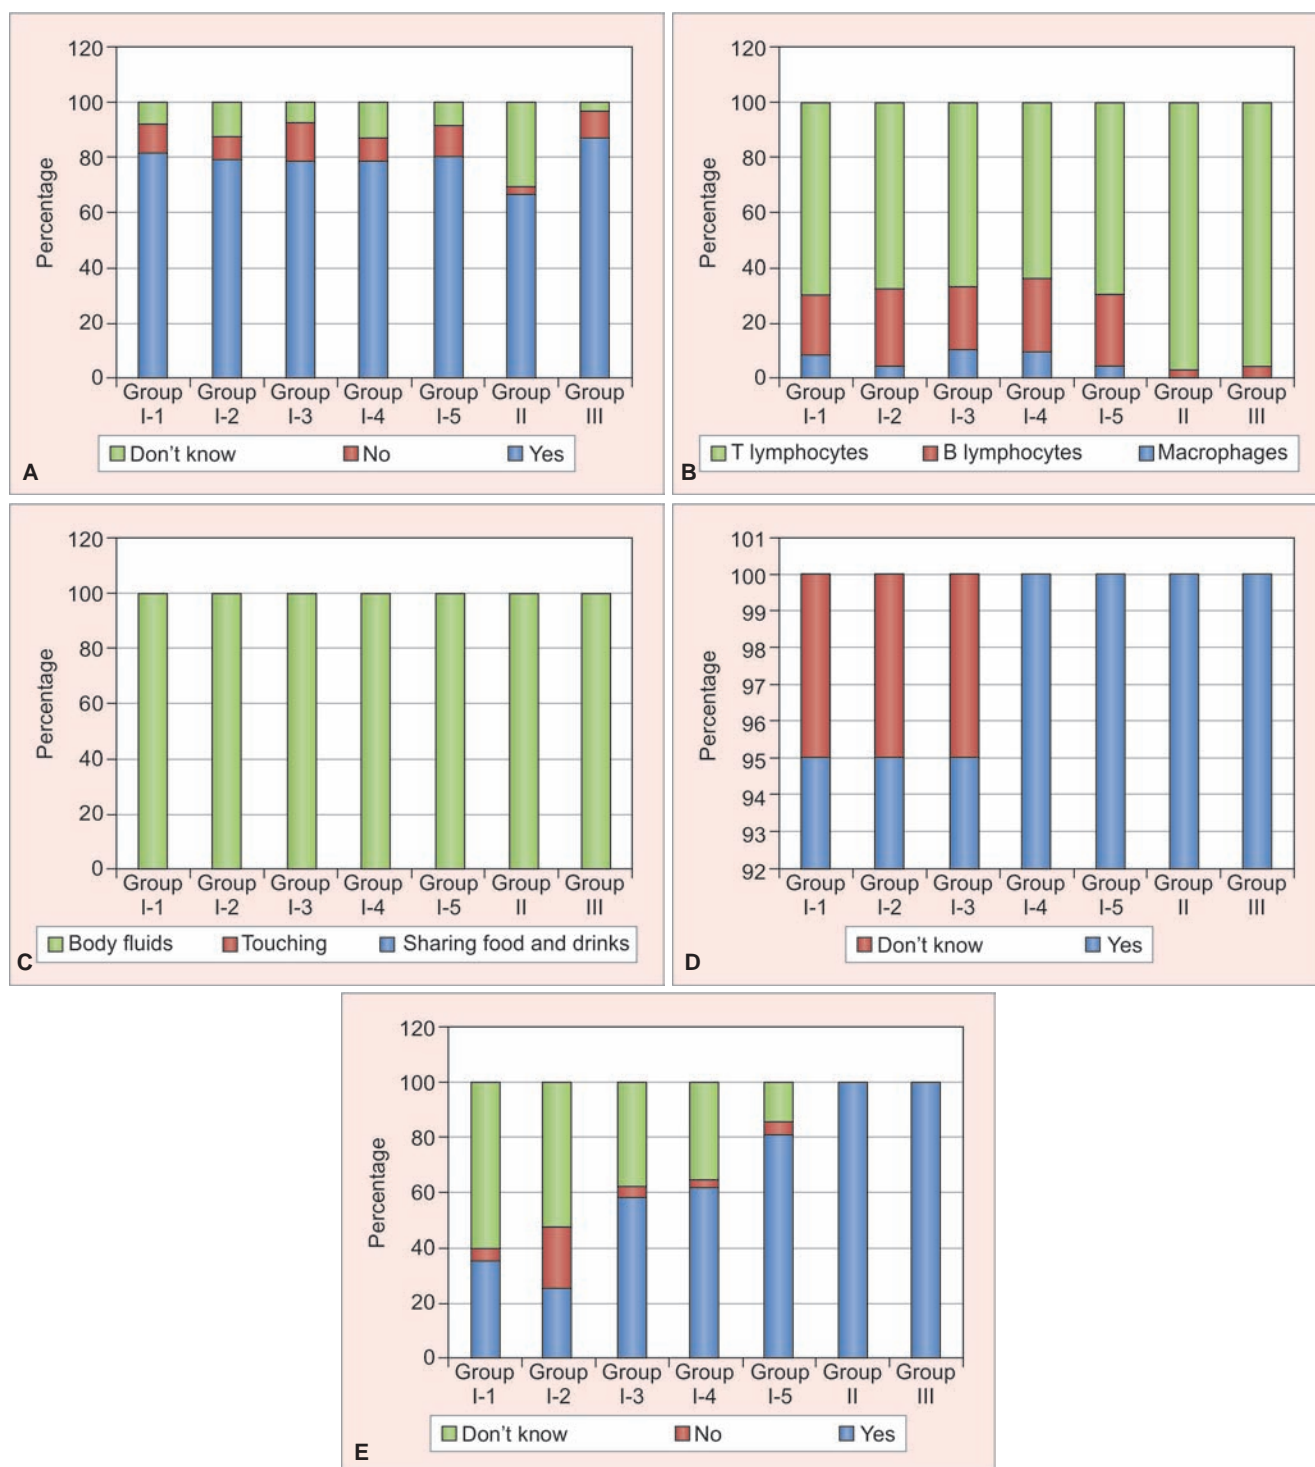 120
100
80
60
40
20
0
Percentage
Group I-1 Group I-2 Group I-3 Group I-4 Group I-5 Group II Group III
Don't know No Yes
A
120
100
80
60
40
20
0
Percentage
Group I-1 Group I-2 Group I-3 Group I-4 Group I-5 Group II Group III
T lymphocytes B lymphocytes Macrophages
B
120
100
80
60
40
20
0
Percentage
Group I-1 Group I-2 Group I-3 Group I-4 Group I-5 Group II Group III
Body fluids Touching Sharing food and drinks
C
101
100
99
98
97
96
95
94
93
92
Percentage
Group I-1 Group I-2 Group I-3 Group I-4 Group I-5 Group II Group III
Don't know Yes
D
120
100
80
60
40
20
0
Percentage
Group I-1 Group I-2 Group I-3 Group I-4 Group I-5 Group II Group III
Don't know No Yes
E